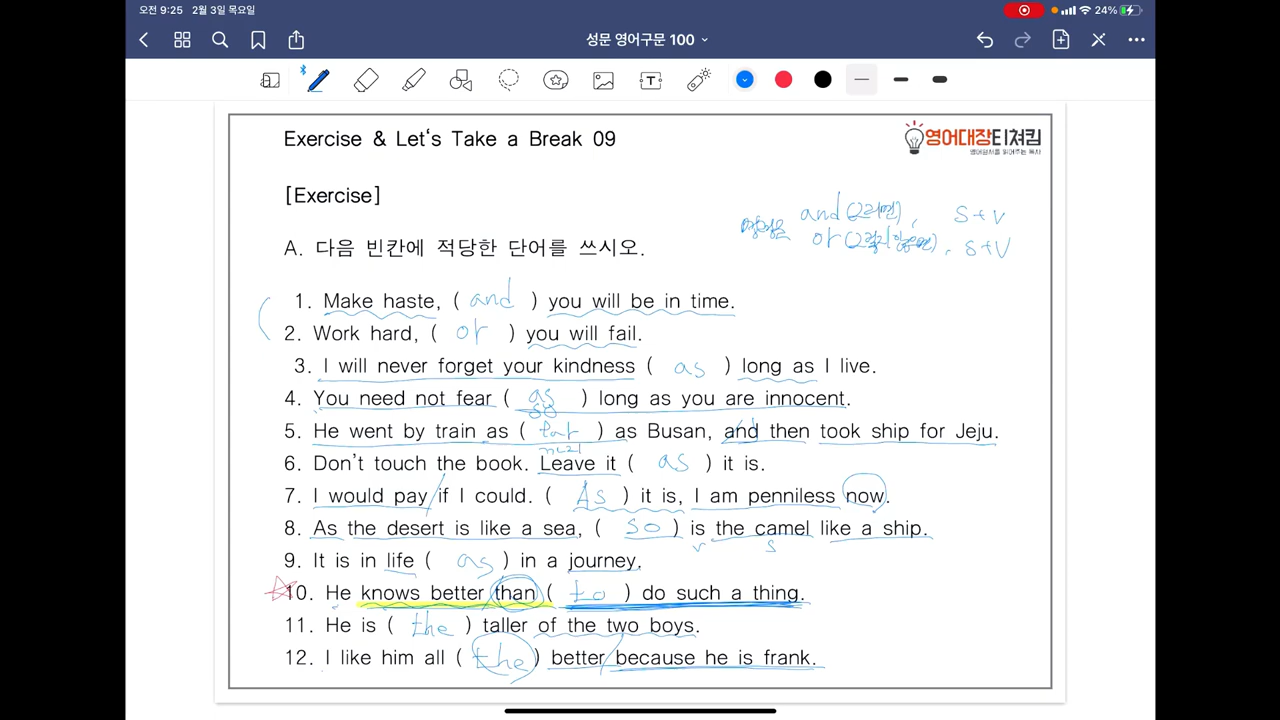 오전 9:25 2월 3일 목요일
24%
성문 영어구문 100
Exercise & Let's Take a Break 09
영어대장티쳐킴
[Exercise]
명령문 and (그러면), S+V
A. 다음 빈칸에 적당한 단어를 쓰시오.
or (그렇지 않으면), S+V
1. Make haste, ( and ) you will be in time.
2. Work hard, ( or ) you will fail.
3. I will never forget your kindness ( as ) long as I live.
4. You need not fear ( as ) long as you are innocent.
so
5. He went by train as ( far ) as Busan, and then took ship for Jeju.
까지
6. Don't touch the book. Leave it ( as ) it is.
7. I would pay if I could. ( As ) it is, I am penniless now.
8. As the desert is like a sea, ( so ) is the camel like a ship.
v s
9. It is in life ( as ) in a journey.
10. He knows better than ( to ) do such a thing.
11. He is ( the ) taller of the two boys.
12. I like him all ( the ) better because he is frank.